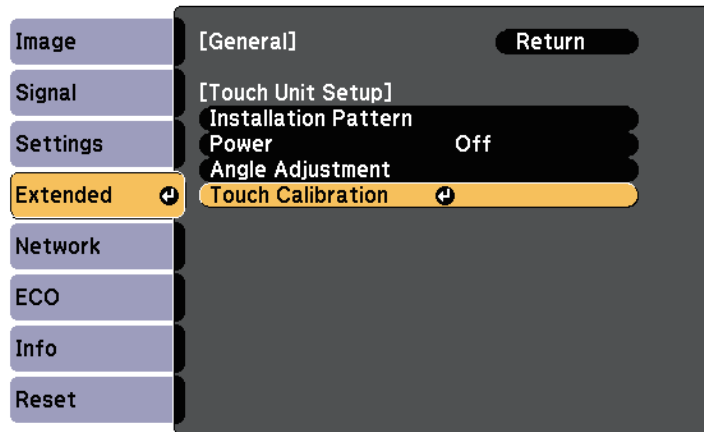 Image
Signal
Settings
Extended
Network
ECO
Info
Reset
[General] Return
[Touch Unit Setup]
Installation Pattern
Power Off
Angle Adjustment
Touch Calibration